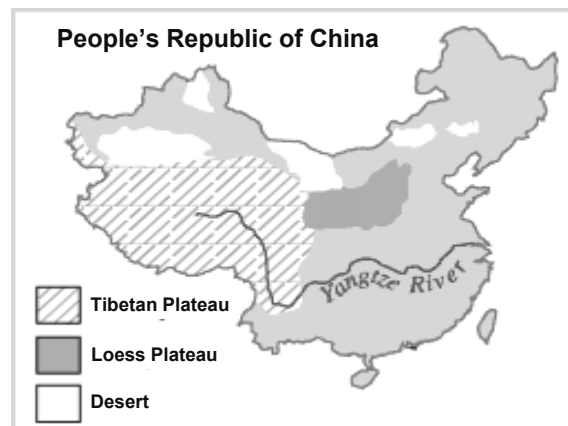 People's Republic of China
Yangtze River
Tibetan Plateau
Loess Plateau
Desert